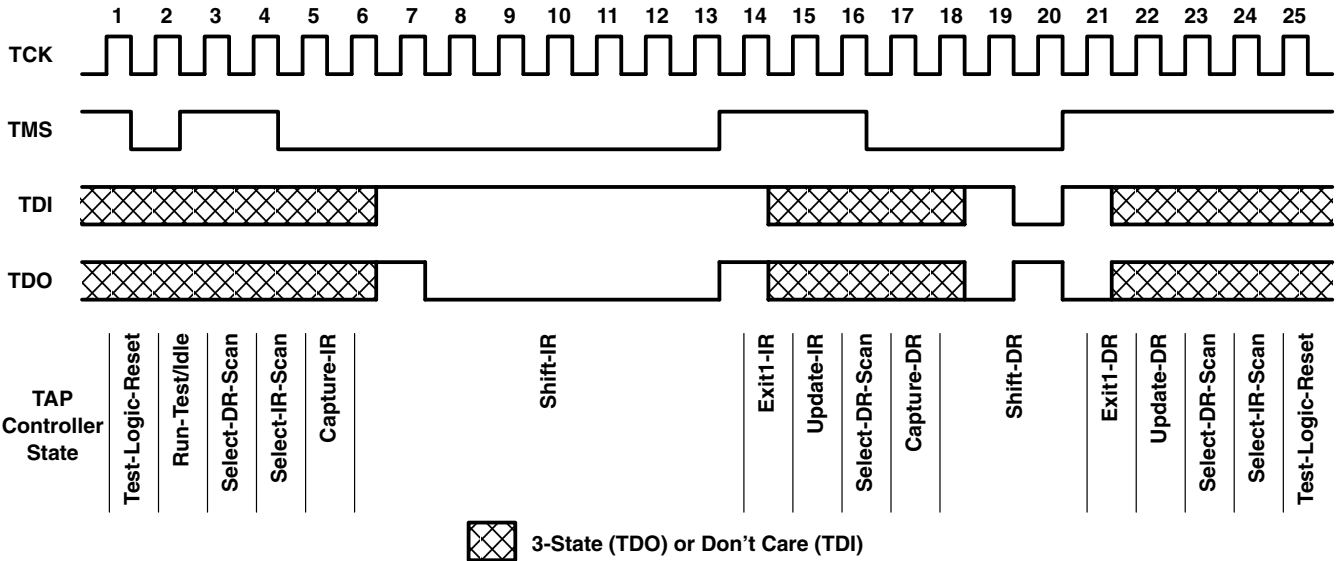 1 2 3 4 5 6 7 8 9 10 11 12 13 14 15 16 17 18 19 20 21 22 23 24 25
TCK
TMS
TDI
TDO
TAP
Controller
State
Test-Logic-Reset
Run-Test/Idle
Select-DR-Scan
Select-IR-Scan
Capture-IR
Shift-IR
Exit1-IR
Update-IR
Select-DR-Scan
Capture-DR
Shift-DR
Exit1-DR
Update-DR
Select-DR-Scan
Select-IR-Scan
Test-Logic-Reset
3-State (TDO) or Don't Care (TDI)